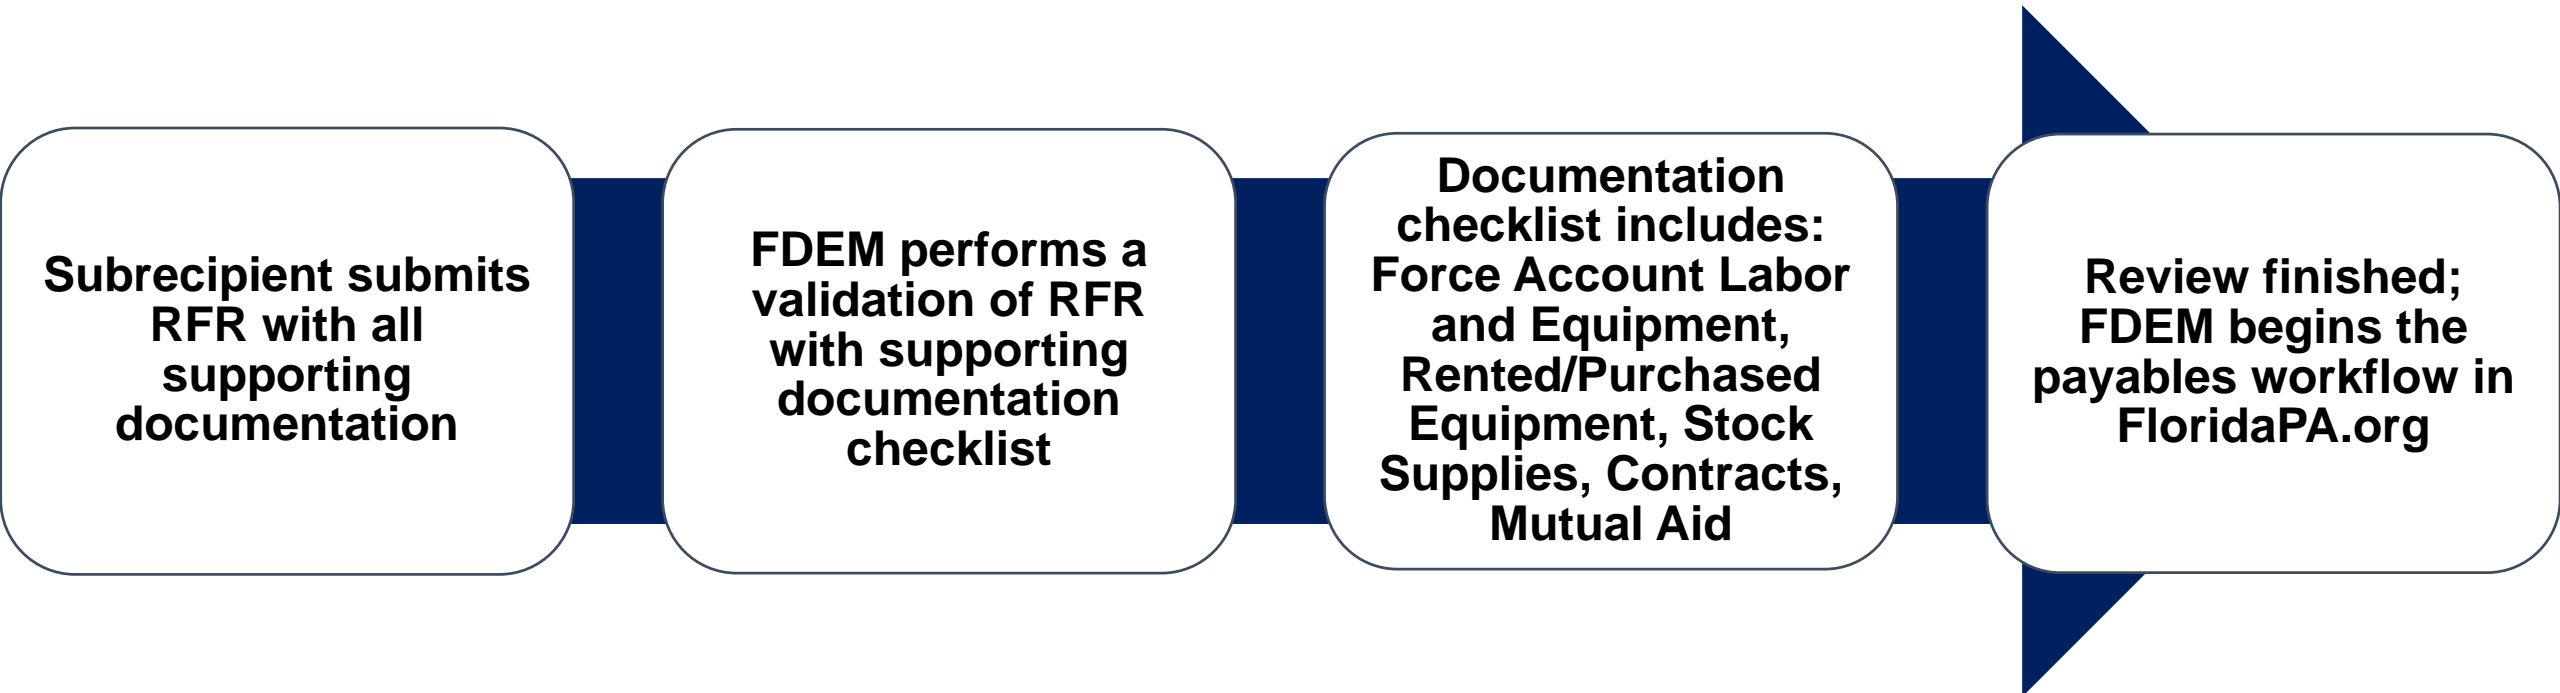 Subrecipient submits
RFR with all
supporting
documentation
FDEM performs a
validation of RFR
with supporting
documentation
checklist
Documentation
checklist includes:
Force Account Labor
and Equipment,
Rented/Purchased
Equipment, Stock
Supplies, Contracts,
Mutual Aid
Review finished;
FDEM begins the
payables workflow in
FloridaPA.org